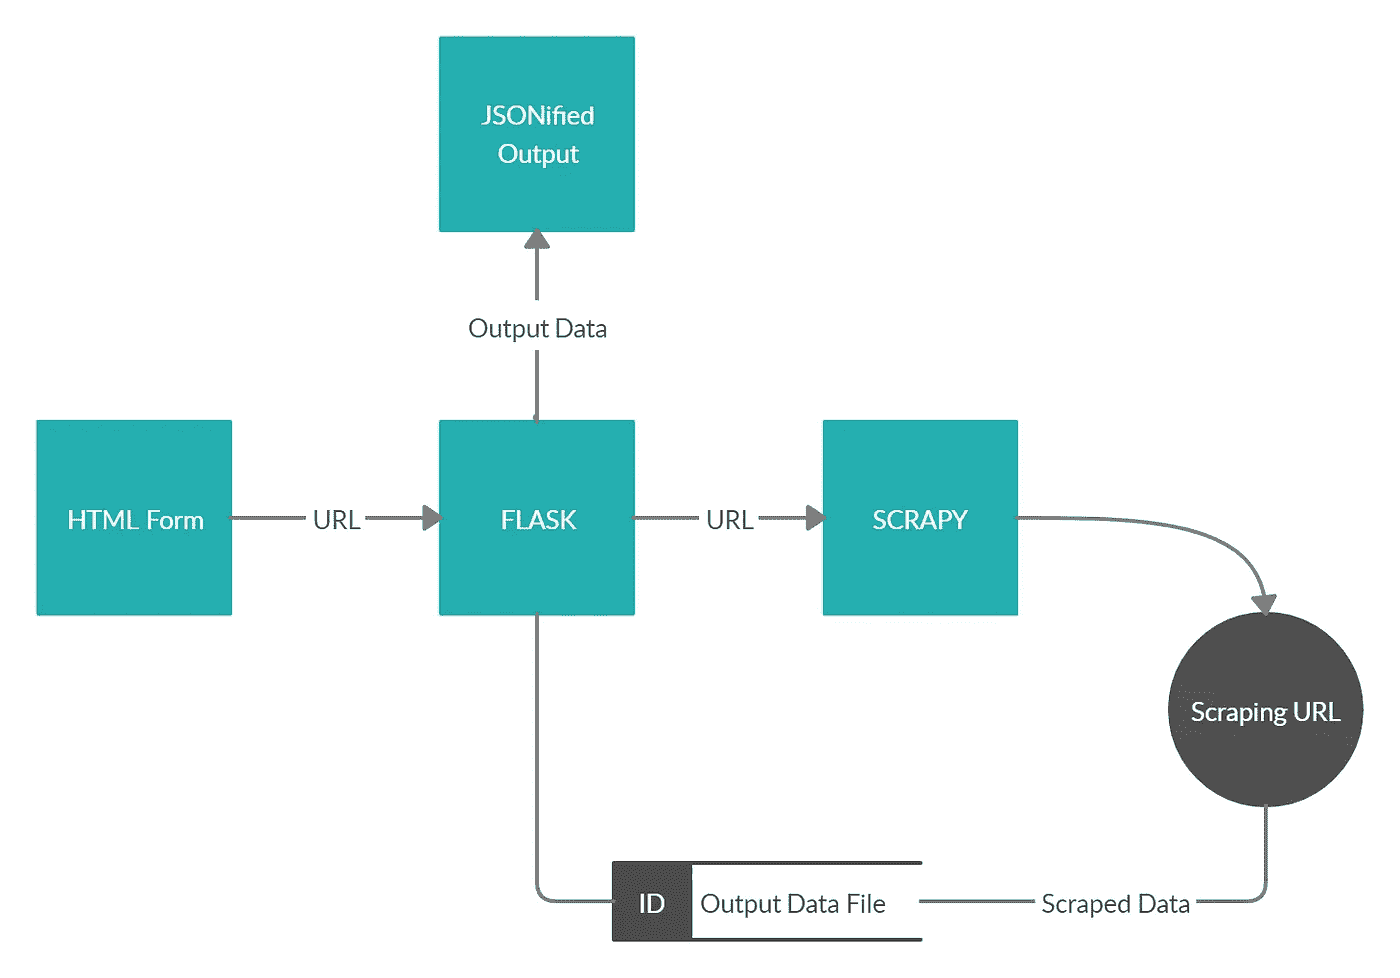 JSONified
Output
Output Data
HTML Form
URL
FLASK
URL
SCRAPY
Scraping URL
ID
Output Data File
Scraped Data